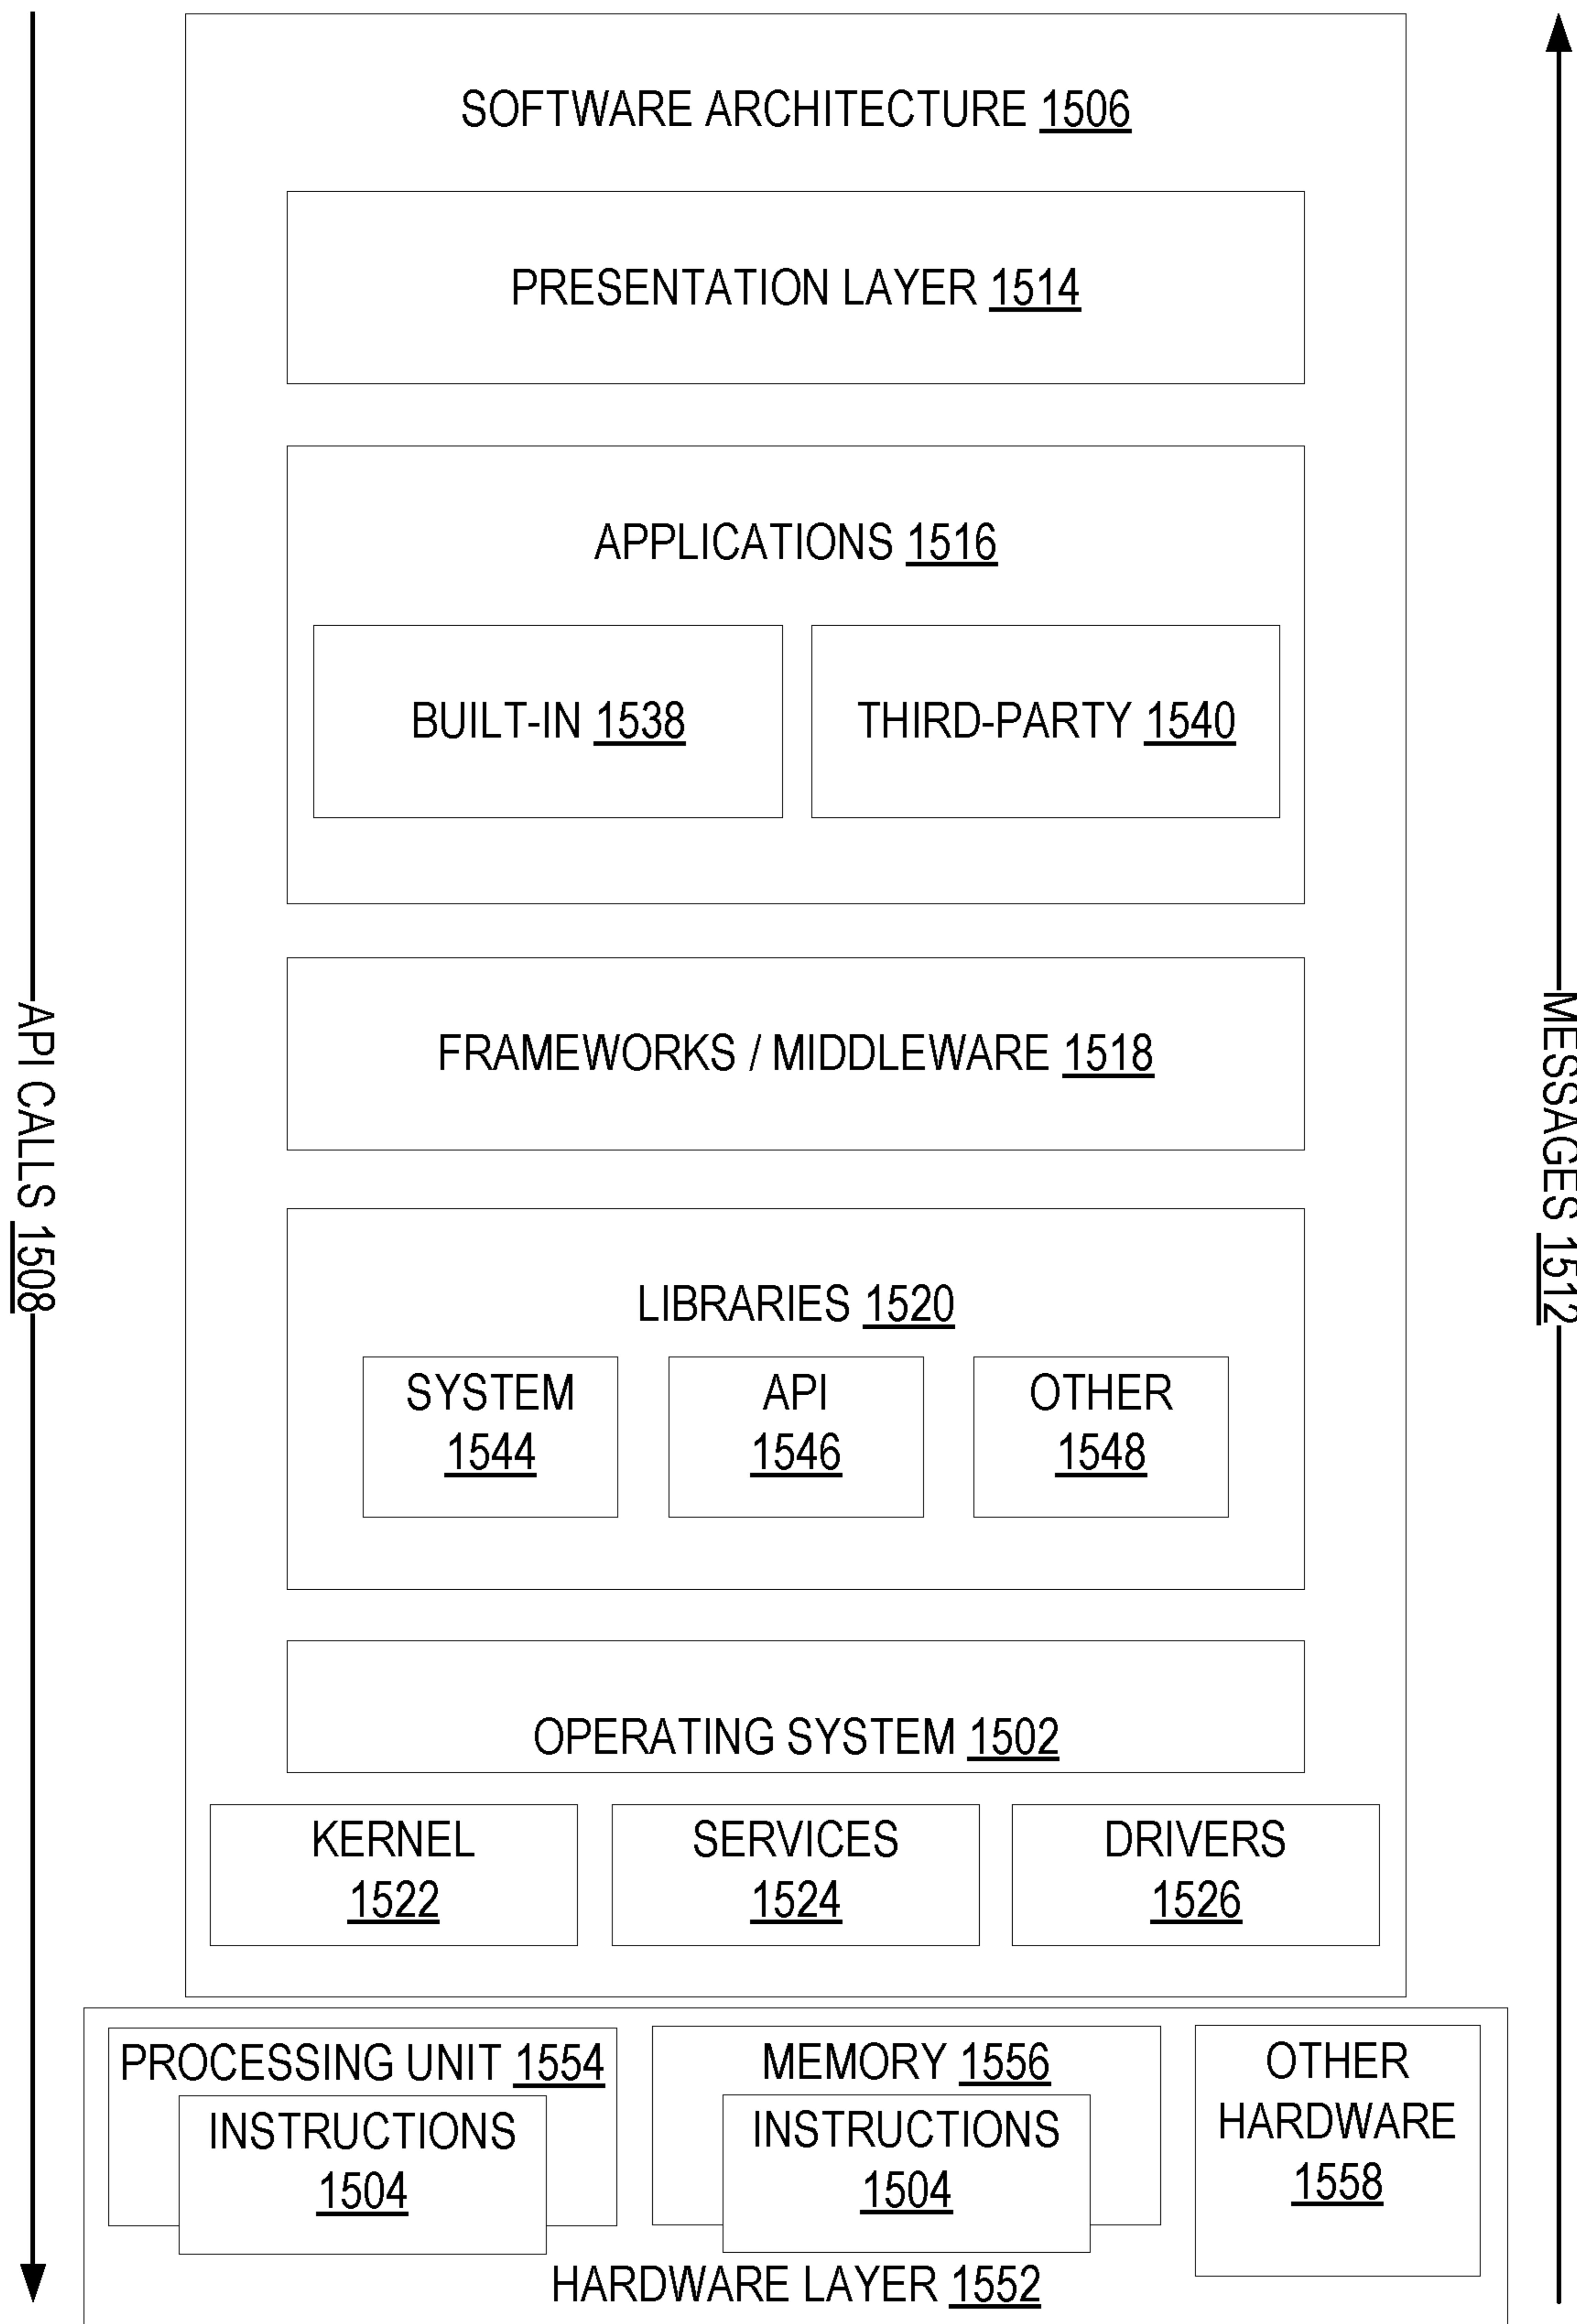 SOFTWARE ARCHITECTURE 1506
PRESENTATION LAYER 1514
APPLICATIONS 1516
BUILT-IN 1538
THIRD-PARTY 1540
FRAMEWORKS / MIDDLEWARE 1518
API CALLS 1508
MESSAGES 1512
LIBRARIES 1520
SYSTEM
1544
API
1546
OTHER
1548
OPERATING SYSTEM 1502
KERNEL
1522
SERVICES
1524
DRIVERS
1526
PROCESSING UNIT 1554
INSTRUCTIONS
1504
MEMORY 1556
INSTRUCTIONS
1504
OTHER
HARDWARE
1558
HARDWARE LAYER 1552